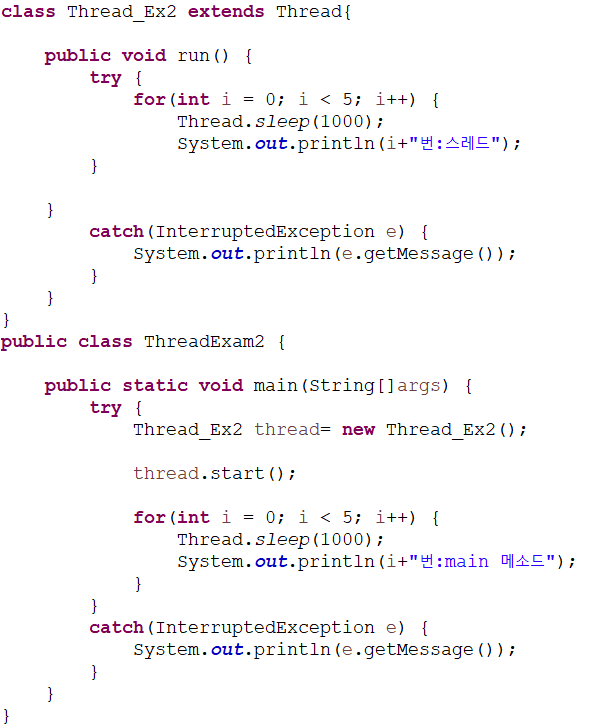 class Thread_Ex2 extends Thread{
public void run() {
try {
for(int i = 0; i < 5; i++) {
Thread.sleep(1000);
System.out.println(i+"번:스레드");
}
}
catch(InterruptedException e) {
System.out.println(e.getMessage());
}
}
}
public class ThreadExam2 {
public static void main(String[]args) {
try {
Thread_Ex2 thread= new Thread_Ex2();
thread.start();
for(int i = 0; i < 5; i++) {
Thread.sleep(1000);
System.out.println(i+"번:main 메소드");
}
}
catch(InterruptedException e) {
System.out.println(e.getMessage());
}
}
}